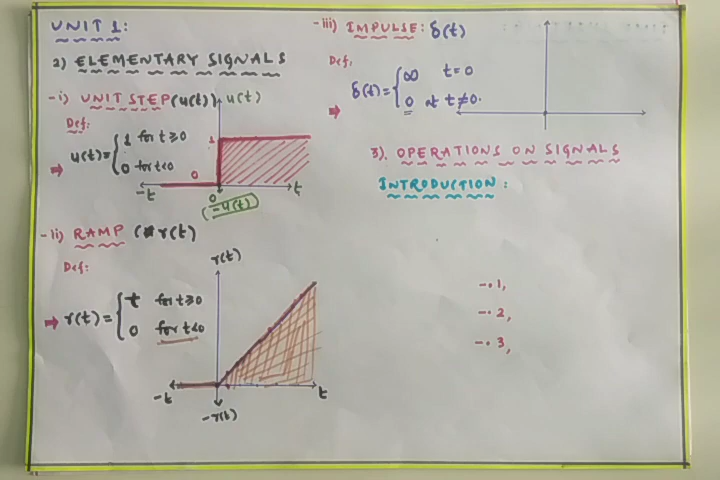 UNIT 1:
2) ELEMENTARY SIGNALS
-i) UNIT STEP (u(t))
u(t)
Def:
u(t)= { 1 for t≥0
0 for t<0
1
0
-t
0
t
(-u(t))
-ii) RAMP ( r(t)
Def:
r(t)
r(t)= { t for t≥0
0 for t<0
-t
t
-r(t)
-iii) IMPULSE: δ(t)
Def,
δ(t)= { ∞ t=0
0 at t≠0.
3). OPERATIONS ON SIGNALS
INTRODUCTION:
-. 1,
-. 2,
-. 3,